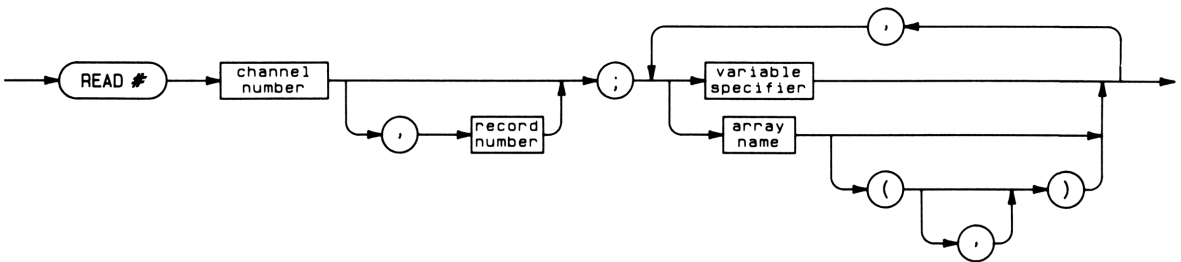 ,
READ #
channel
number
;
variable
specifier
,
record
number
array
name
(
)
,